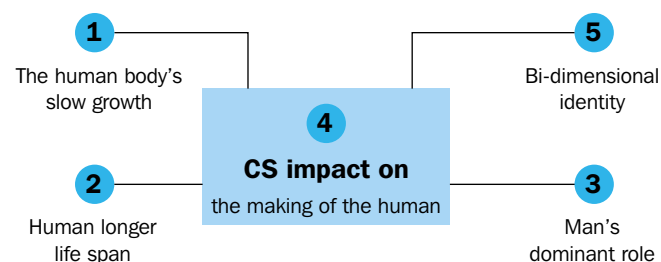 1
The human body's
slow growth
5
Bi-dimensional
identity
4
CS impact on
the making of the human
2
Human longer
life span
3
Man's
dominant role